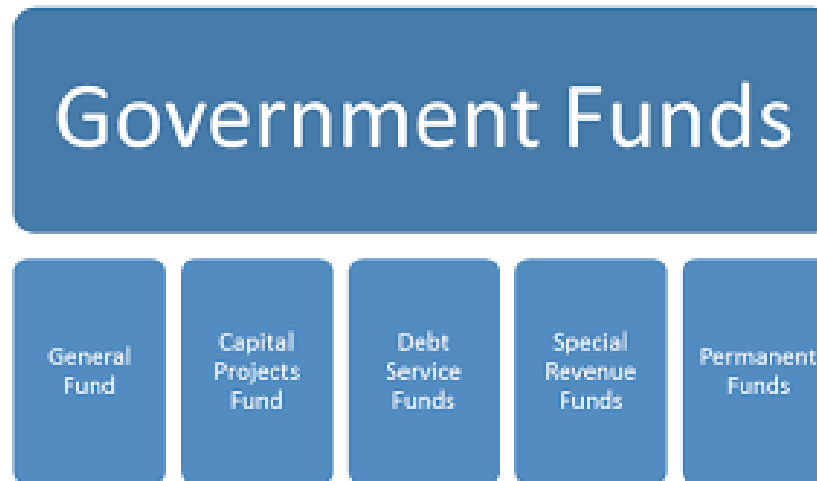 Government Funds
General
Fund
Capital
Projects
Fund
Debt
Service
Funds
Special
Revenue
Funds
Permanent
Funds